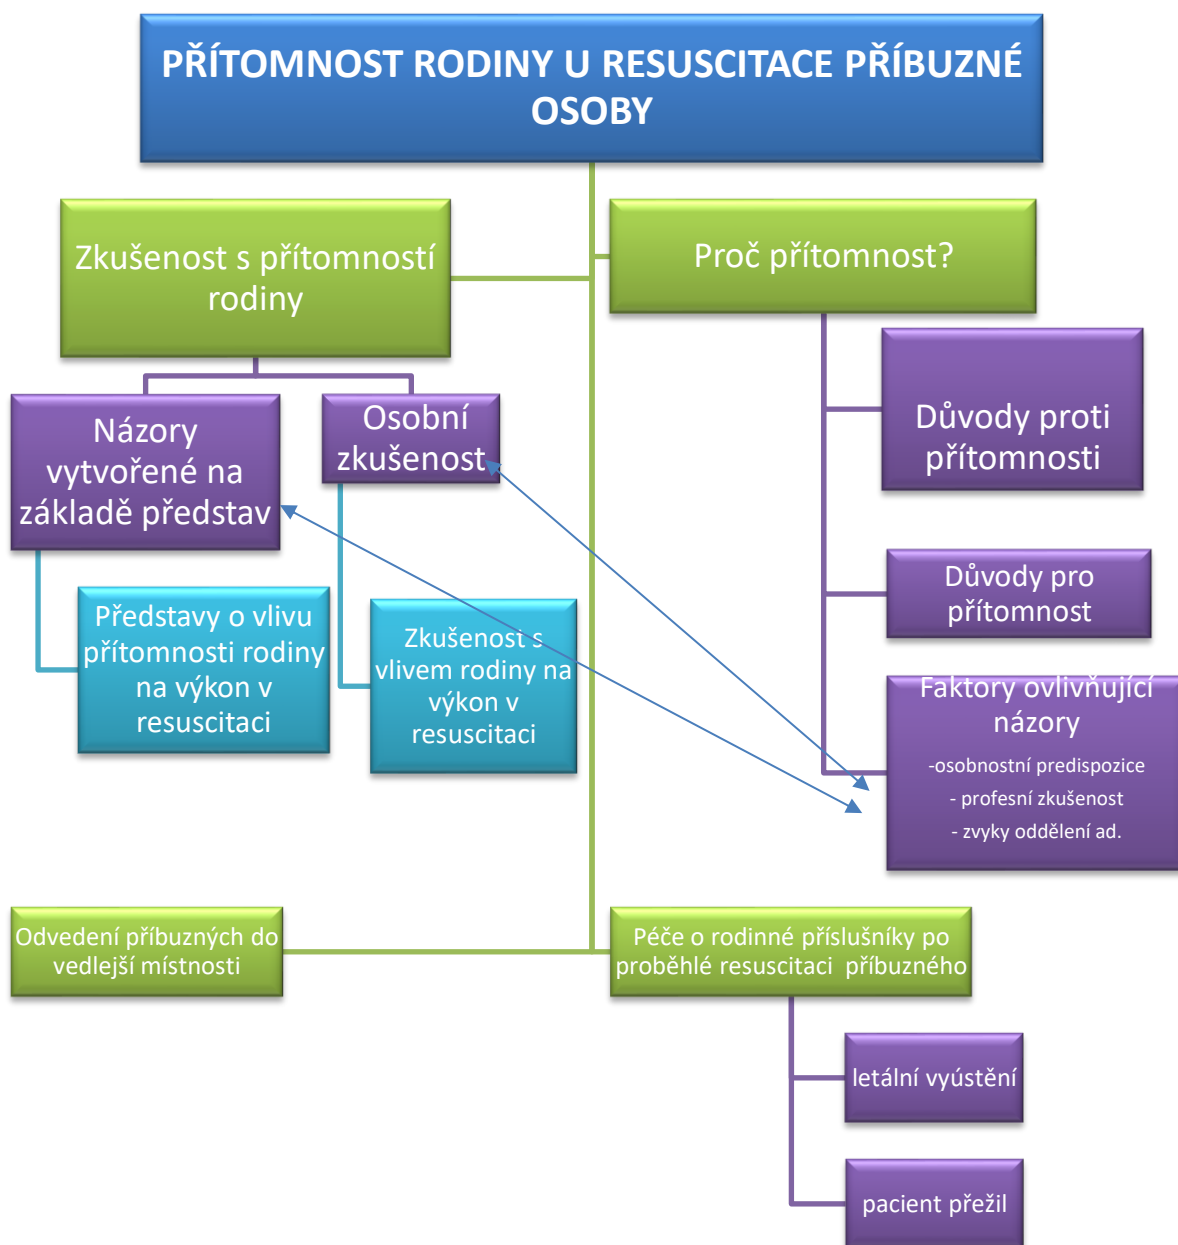 PŘÍTOMNOST RODINY U RESUSCITACE PŘÍBUZNÉ
OSOBY
Zkušenost s přítomností
rodiny
Proč přítomnost?
Názory
vytvořené na
základě představ
Osobní
zkušenost
Důvody proti
přítomnosti
Představy o vlivu
přítomnosti rodiny
na výkon v
resuscitaci
Zkušenost s
vlivem rodiny na
výkon v
resuscitaci
Důvody pro
přítomnost
Faktory ovlivňující
názory
-osobnostní predispozice
- profesní zkušenost
- zvyky oddělení ad.
Odvedení příbuzných do
vedlejší místnosti
Péče o rodinné příslušníky po
proběhlé resuscitaci příbuzného
letální vyústění
pacient přežil